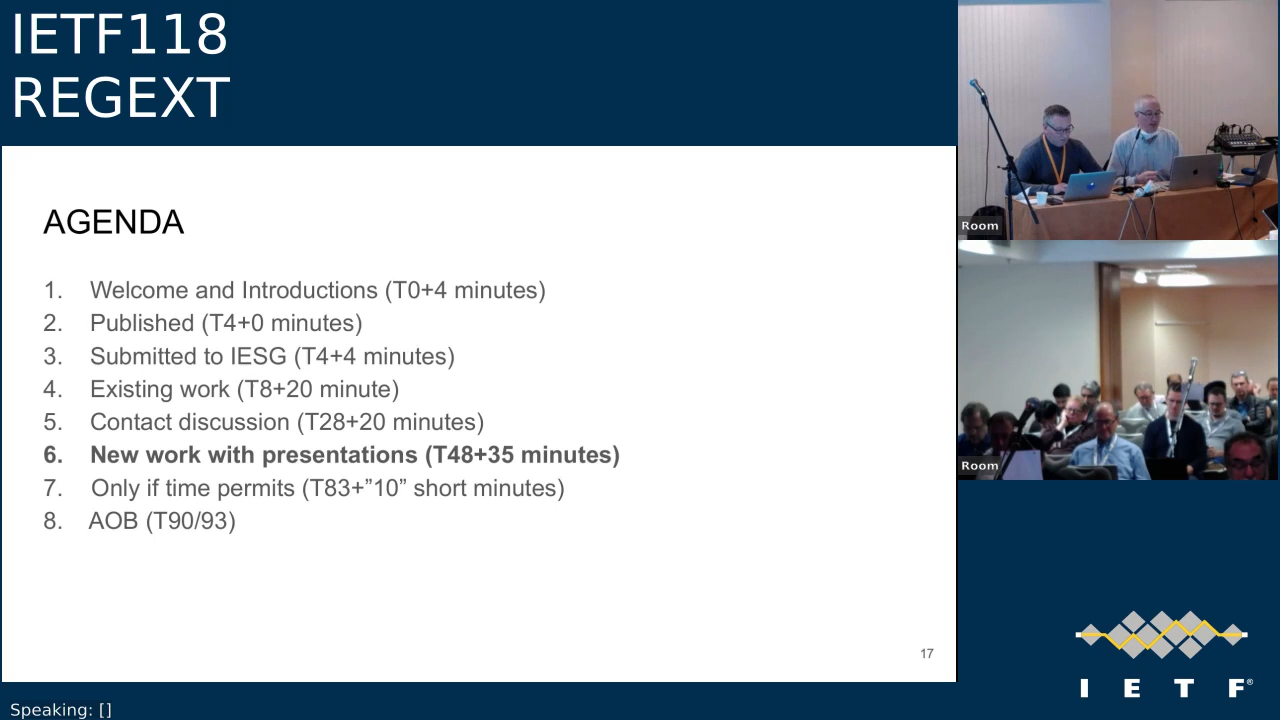 IETF118
REGEXT
AGENDA
1. Welcome and Introductions (T0+4 minutes)
2. Published (T4+0 minutes)
3. Submitted to IESG (T4+4 minutes)
4. Existing work (T8+20 minute)
5. Contact discussion (T28+20 minutes)
6. New work with presentations (T48+35 minutes)
7. Only if time permits (T83+”10” short minutes)
8. AOB (T90/93)
17
Room
Room
I E T F®
Speaking: []